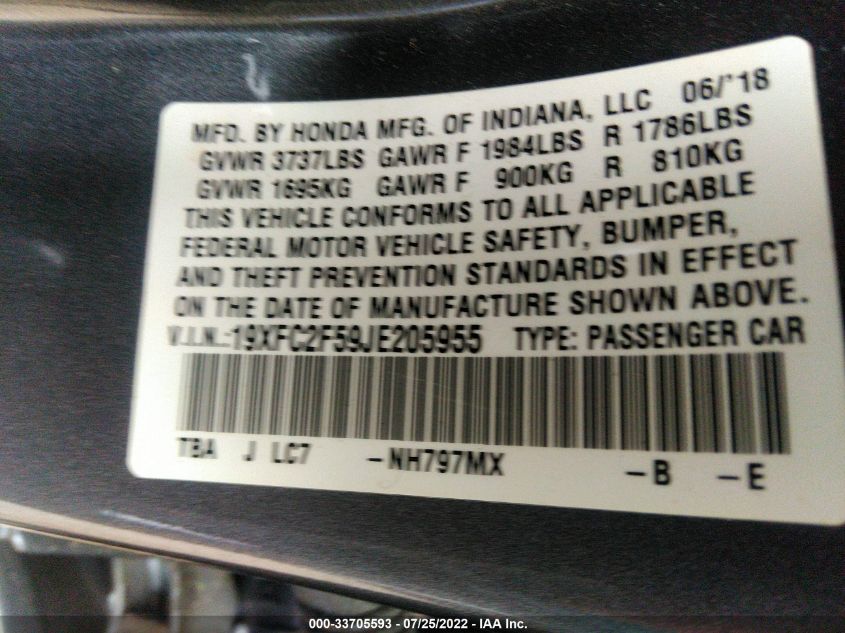 MFD. BY HONDA MFG. OF INDIANA, LLC 06/'18
GVWR 3737LBS GAWR F 1984LBS R 1786LBS
GVWR 1695KG GAWR F 900KG R 810KG
THIS VEHICLE CONFORMS TO ALL APPLICABLE
FEDERAL MOTOR VEHICLE SAFETY, BUMPER,
AND THEFT PREVENTION STANDARDS IN EFFECT
ON THE DATE OF MANUFACTURE SHOWN ABOVE.
V.I.N.:19XFC2F59JE205955 TYPE: PASSENGER CAR
TBA J LC7 -NH797MX -B -E
000-33705593 - 07/25/2022 - IAA Inc.